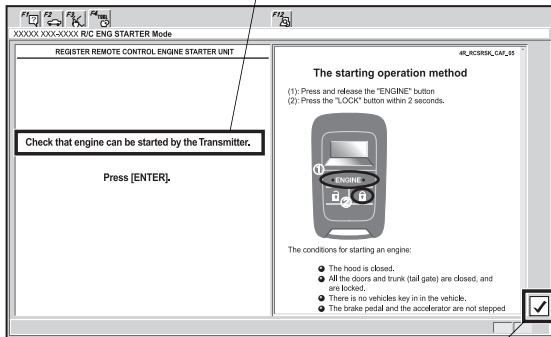 F1 F2 F3 F4 TOOL F12
XXXXX XXX-XXXX R/C ENG STARTER Mode
REGISTER REMOTE CONTROL ENGINE STARTER UNIT
Check that engine can be started by the Transmitter.
Press [ENTER].
4R_RCSRSK_CAF_05
The starting operation method
(1): Press and release the "ENGINE" button
(2): Press the "LOCK" button within 2 seconds.
1
• ENGINE •
2
The conditions for starting an engine:
The hood is closed.
All the doors and trunk (tail gate) are closed, and
are locked.
There is no vehicles key in in the vehicle.
The brake pedal and the accelerator are not stepped